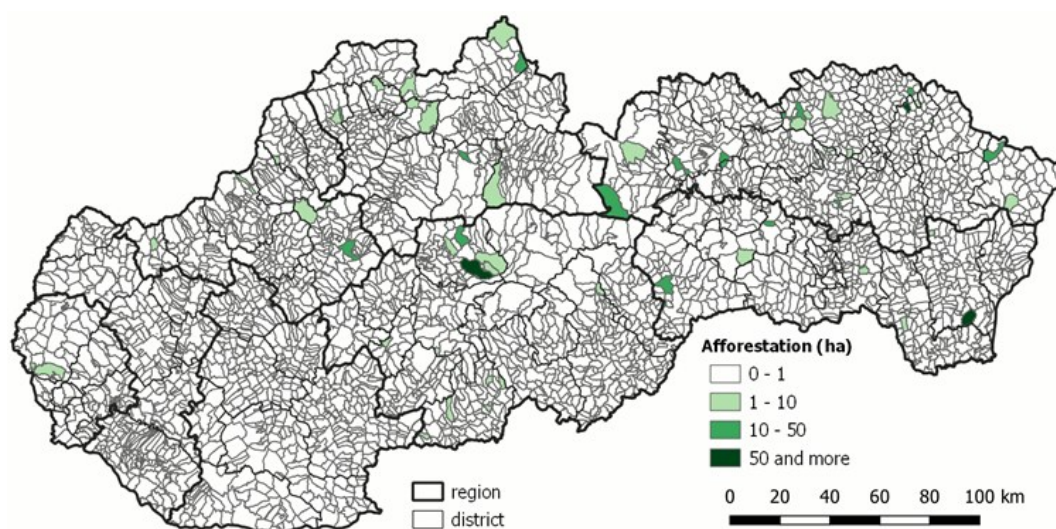 Afforestation (ha)
0 - 1
1 - 10
10 - 50
50 and more
region
district
0 20 40 60 80 100 km